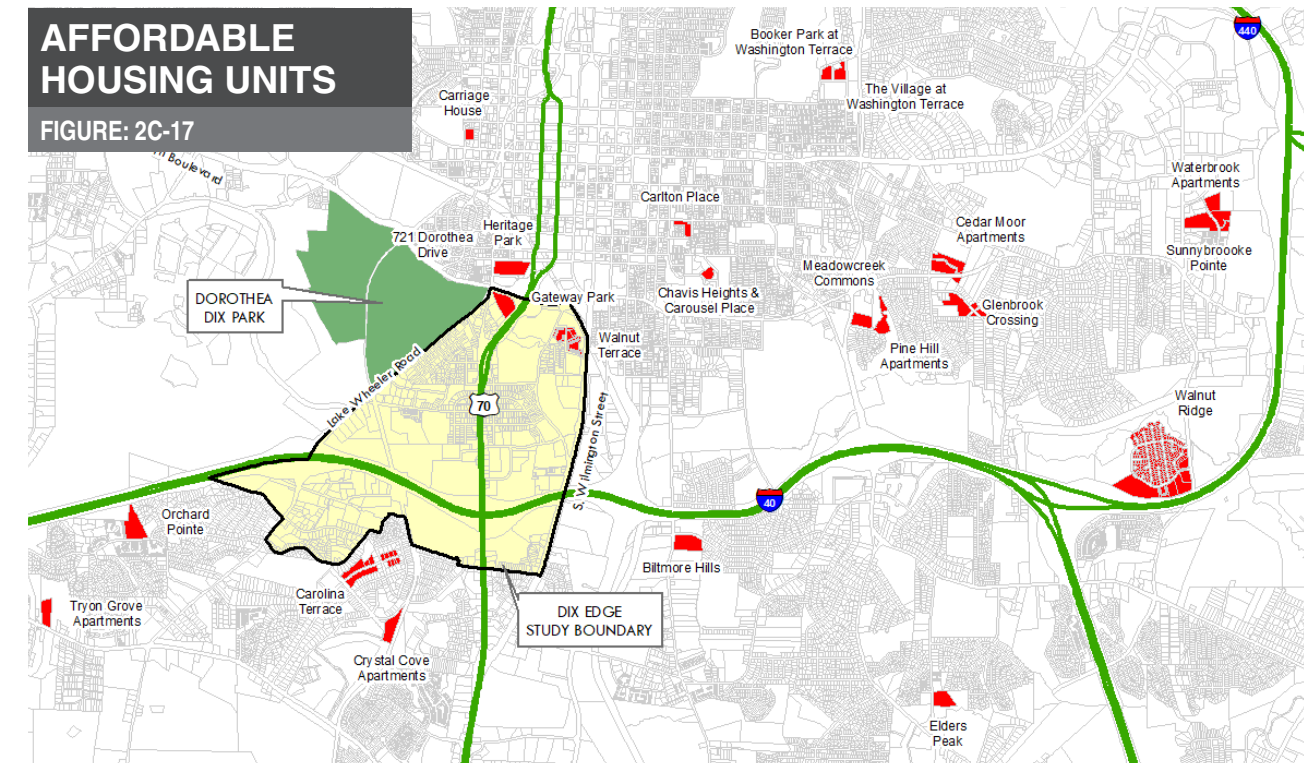 AFFORDABLE
HOUSING UNITS
FIGURE: 2C-17
440
Booker Park at
Washington Terrace
The Village at
Washington Terrace
Carriage
House
Boulevard
Waterbrook
Apartments
Carlton Place
Cedar Moor
Apartments
721 Dorothea
Drive
Heritage
Park
Sunnybroooke
Pointe
Meadowcreek
Commons
DOROTHEA
DIX PARK
Gateway Park
Chavis Heights &
Carousel Place
Glenbrook
Crossing
Walnut
Terrace
Pine Hill
Apartments
Lake Wheeler Road
70
Walnut
Ridge
S. Wilmington Street
40
Orchard
Pointe
Biltmore Hills
Carolina
Terrace
Tryon Grove
Apartments
DIX EDGE
STUDY BOUNDARY
Crystal Cove
Apartments
Elders
Peak